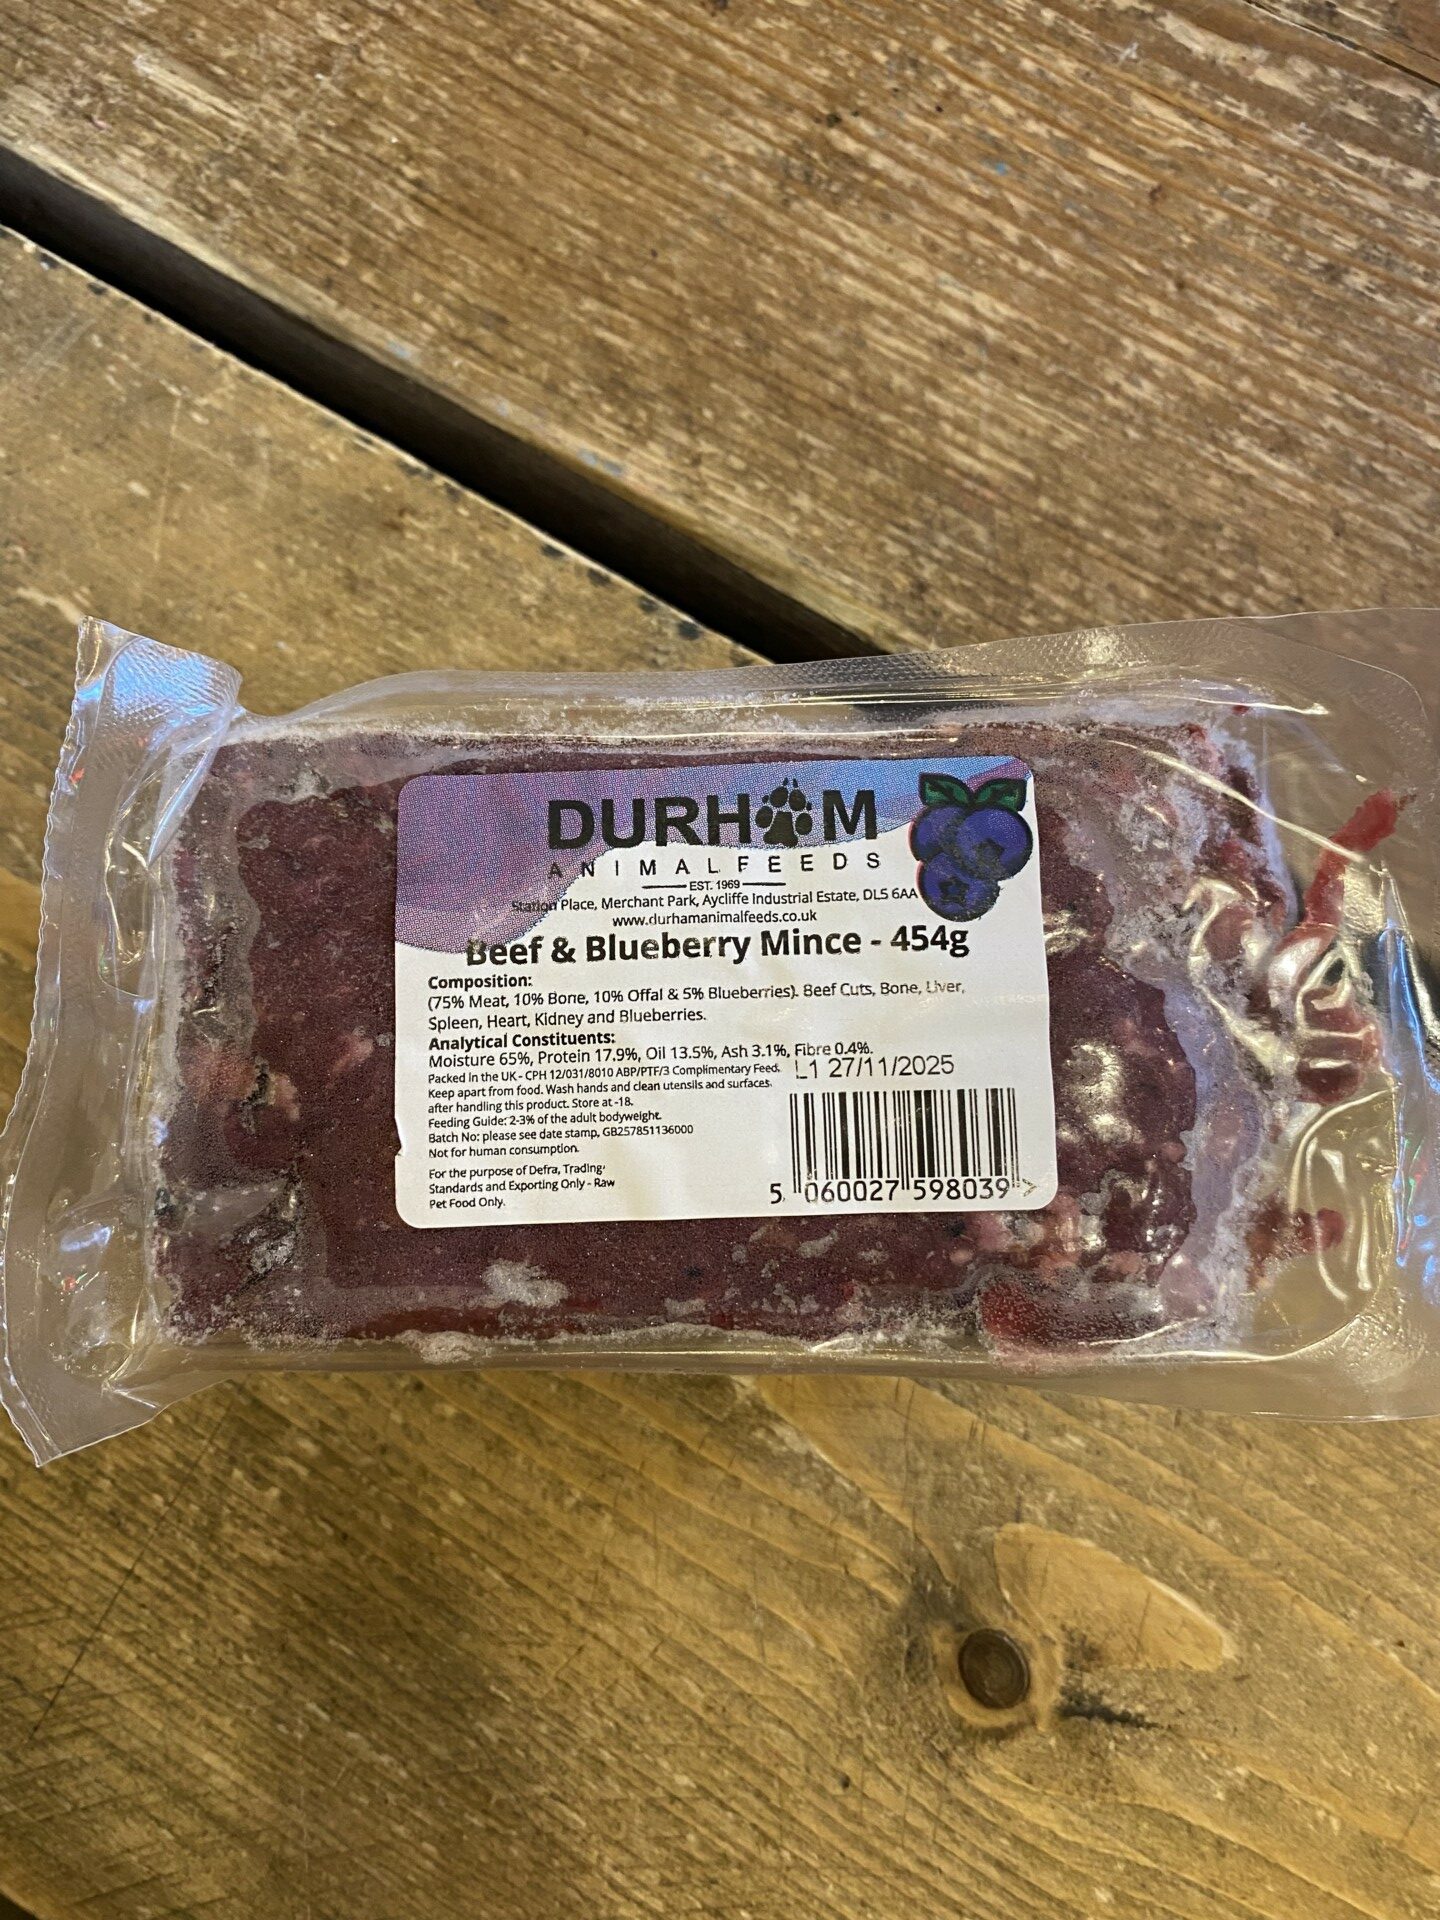 DURHAM
ANIMAL FEEDS
EST. 1969
Station Place, Merchant Park, Aycliffe Industrial Estate, DL5 6AA
www.durhamanimalfeeds.co.uk
Beef & Blueberry Mince - 454g
Composition:
(75% Meat, 10% Bone, 10% Offal & 5% Blueberries). Beef Cuts, Bone, Liver,
Spleen, Heart, Kidney and Blueberries.
Analytical Constituents:
Moisture 65%, Protein 17.9%, Oil 13.5%, Ash 3.1%, Fibre 0.4%.
Packed in the UK - CPH 12/031/8010 ABP/PTF/3 Complimentary Feed.
L1 27/11/2025
Keep apart from food. Wash hands and clean utensils and surfaces
after handling this product. Store at -18.
Feeding Guide: 2-3% of the adult bodyweight.
Batch No: please see date stamp, GB257851136000
Not for human consumption.
For the purpose of Defra, Trading
Standards and Exporting Only - Raw
Pet Food Only.
5 060027 598039 >